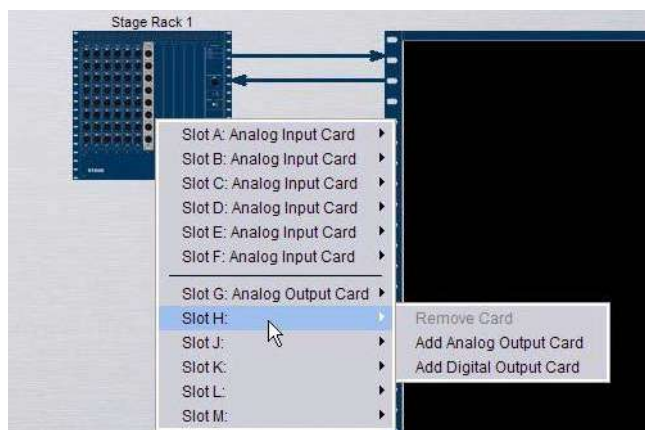 Stage Rack 1
STAGE
Slot A: Analog Input Card
Slot B: Analog Input Card
Slot C: Analog Input Card
Slot D: Analog Input Card
Slot E: Analog Input Card
Slot F: Analog Input Card
Slot G: Analog Output Card
Slot H:
Slot J:
Slot K:
Slot L:
Slot M:
Remove Card
Add Analog Output Card
Add Digital Output Card